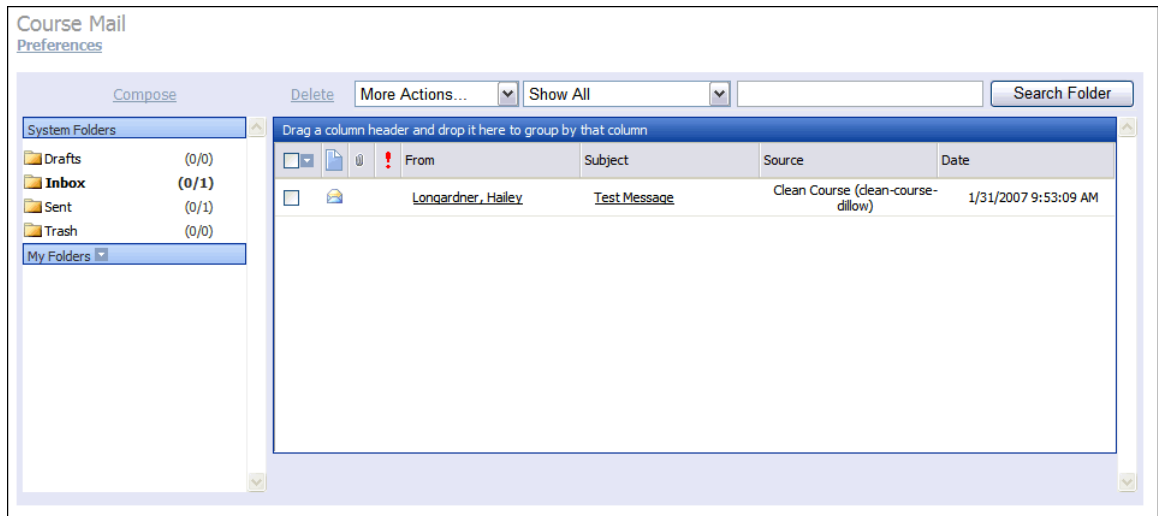 Course Mail
Preferences
Compose
Delete
More Actions...
Show All
Search Folder
System Folders
Drafts (0/0)
Inbox (0/1)
Sent (0/1)
Trash (0/0)
My Folders
Drag a column header and drop it here to group by that column
From Subject Source Date
Longardner, Hailey Test Message Clean Course (clean-course-
dillow) 1/31/2007 9:53:09 AM